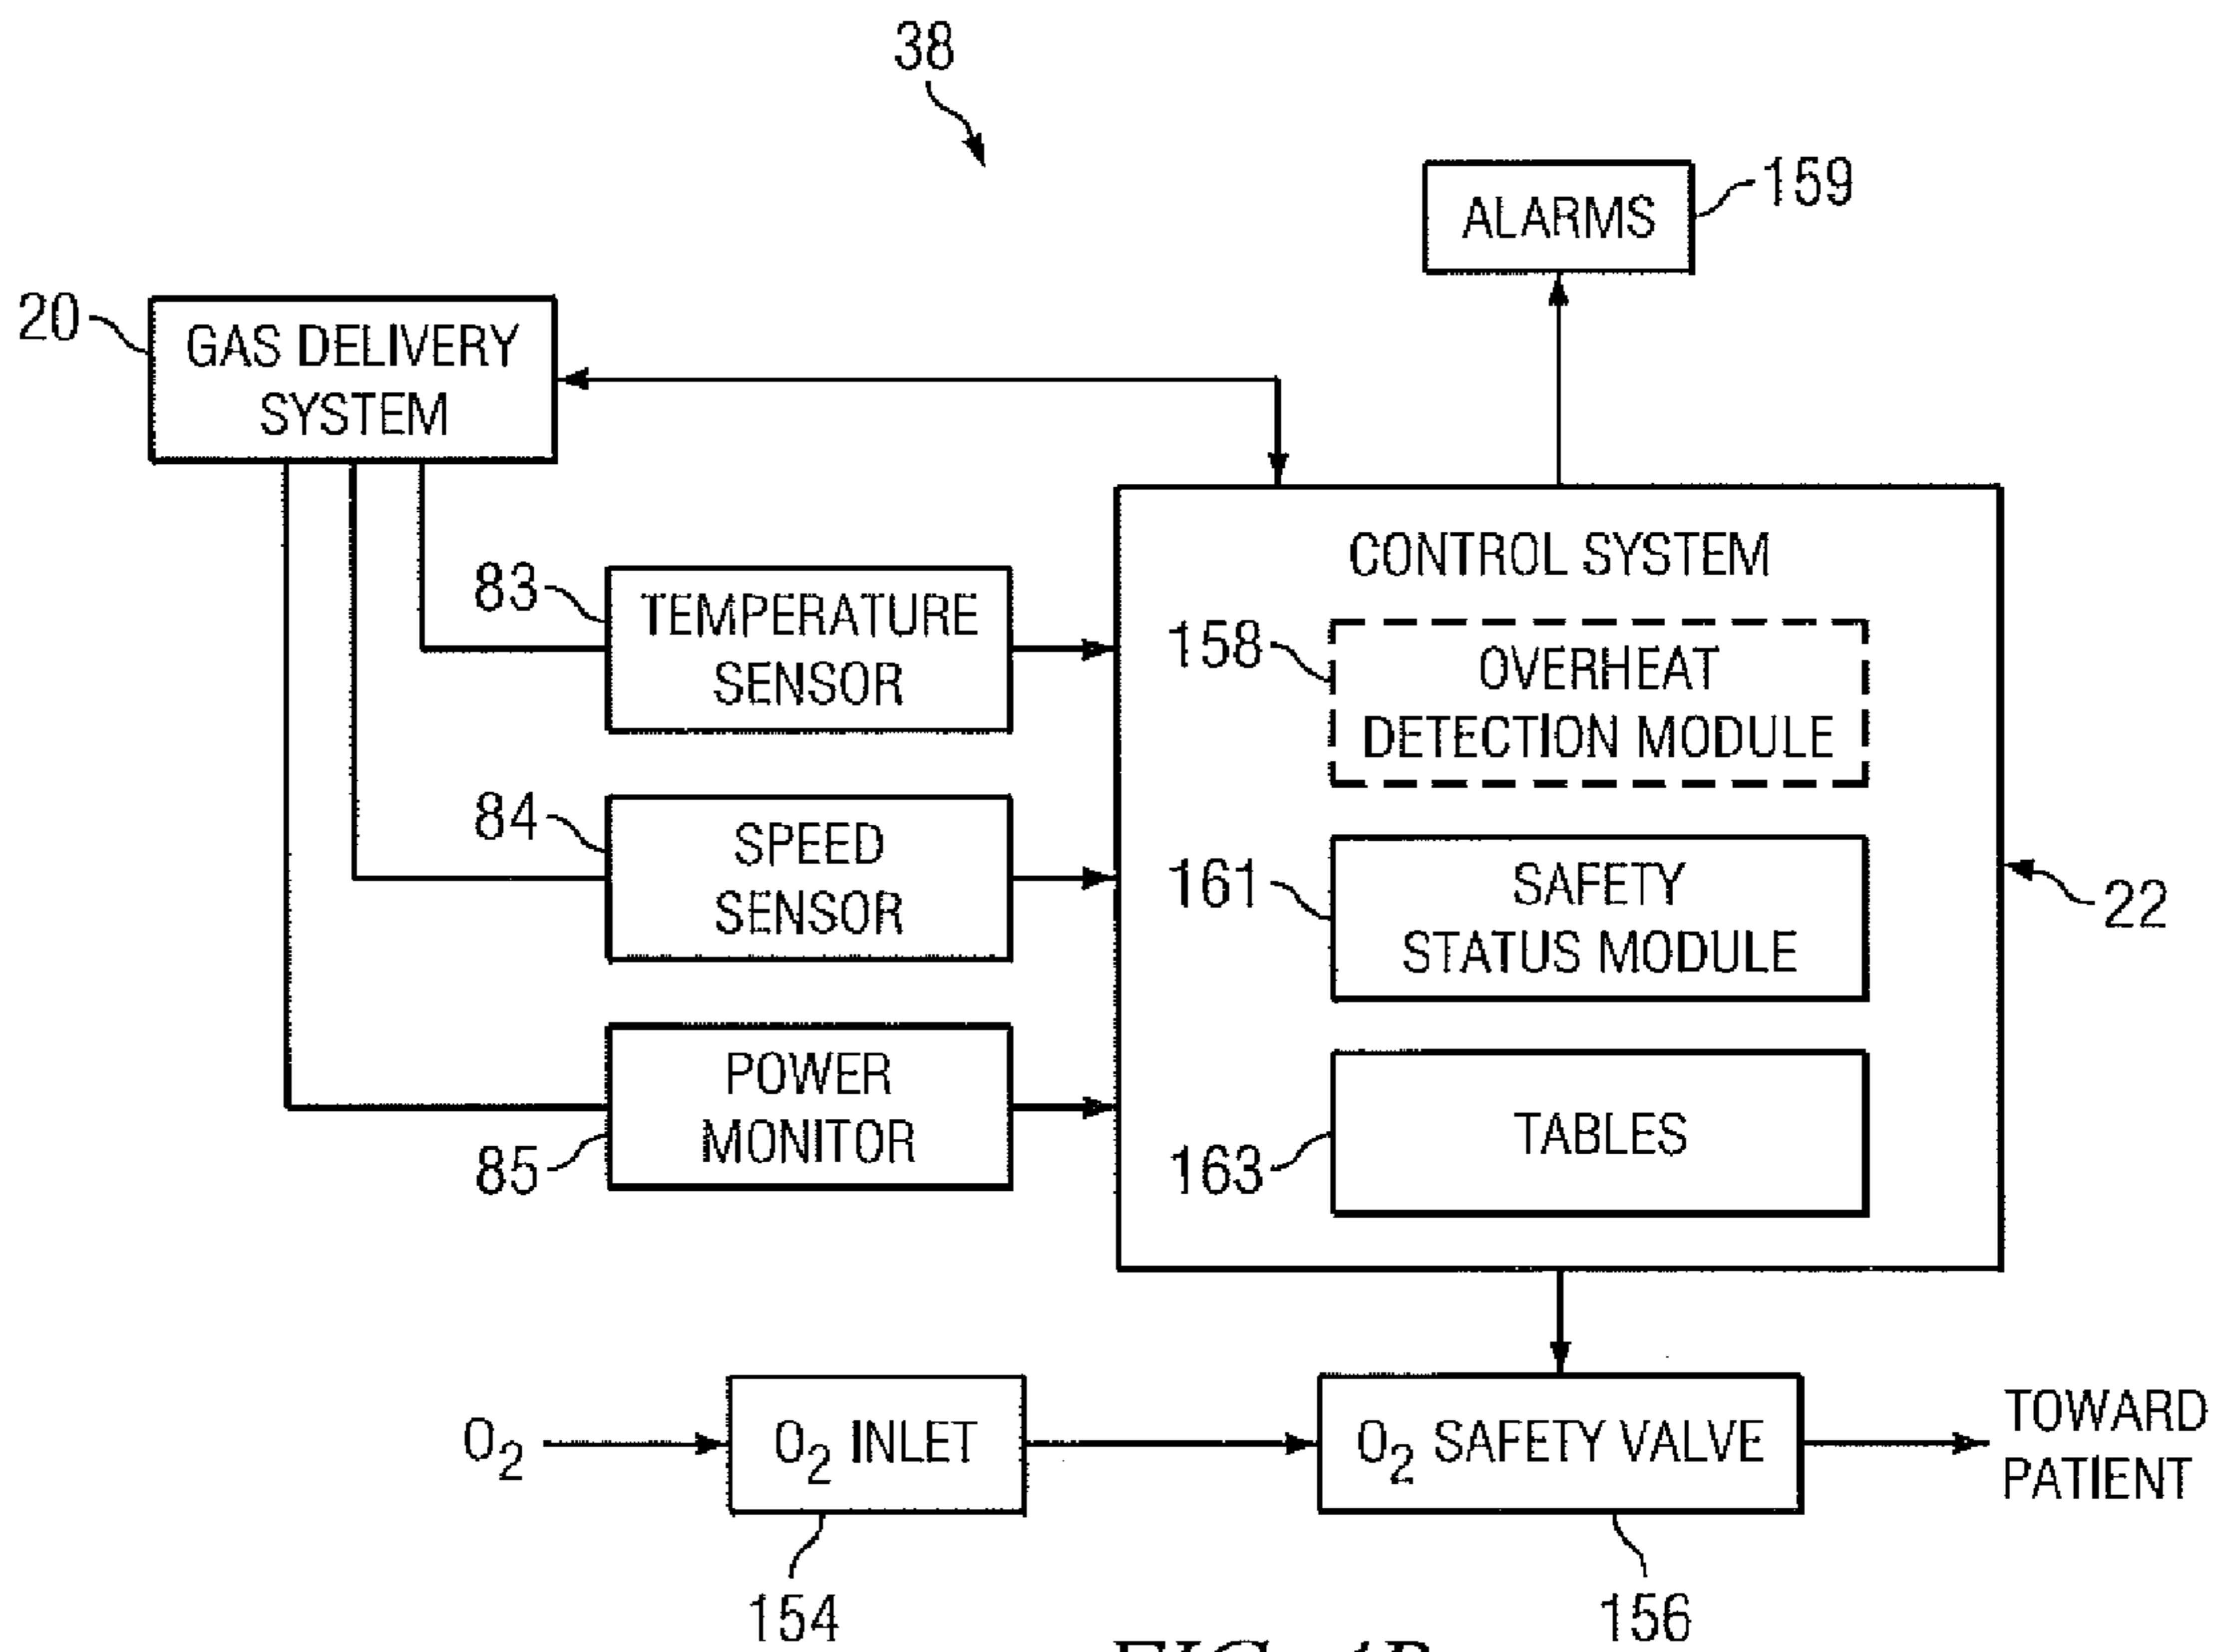 38
ALARMS
159
20
GAS DELIVERY
SYSTEM
CONTROL SYSTEM
83
TEMPERATURE
SENSOR
158
OVERHEAT
DETECTION MODULE
84
SPEED
SENSOR
161
SAFETY
STATUS MODULE
22
POWER
MONITOR
85
163
TABLES
O2
O2 INLET
O2 SAFETY VALVE
TOWARD
PATIENT
154
156